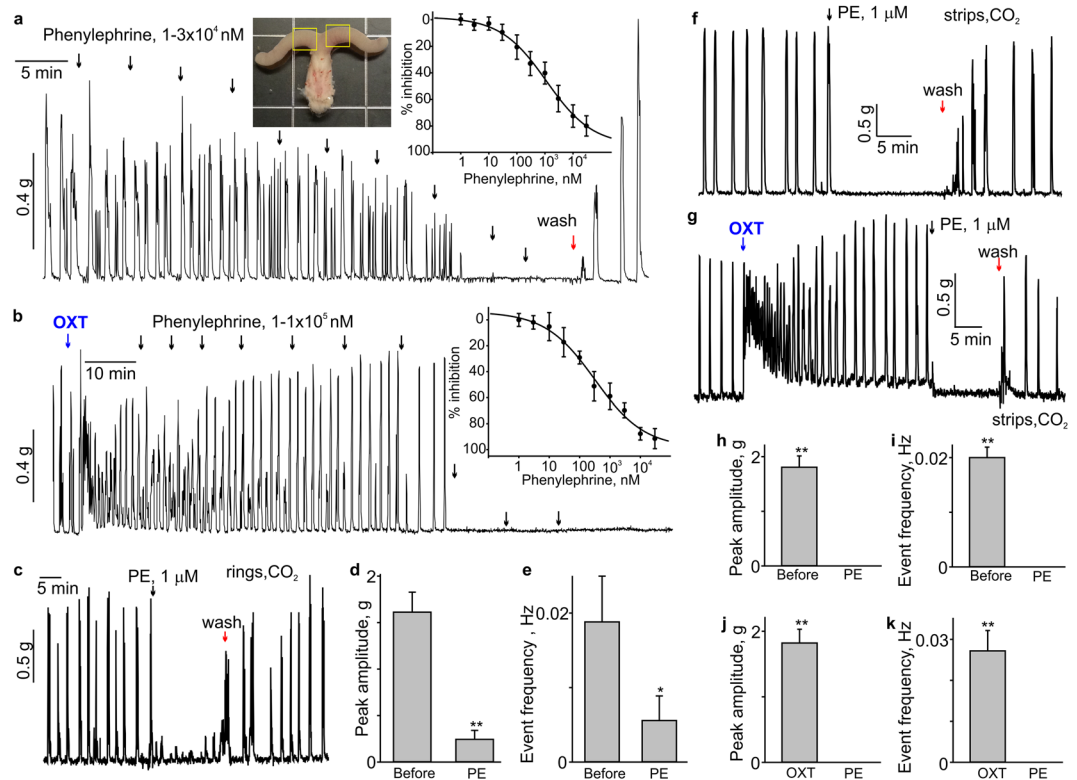 a
Phenylephrine, 1-3x10⁴ nM
5 min
0.4 g
wash
% inhibition
0
20
40
60
80
100
1
10
100
10³
10⁴
Phenylephrine, nM
b
OXT
Phenylephrine, 1-1x10⁵ nM
10 min
0.4 g
% inhibition
0
20
40
60
80
100
1
10
100
10³
10⁴
Phenylephrine, nM
c
5 min
PE, 1 μM
rings,CO₂
wash
0.5 g
d
Peak amplitude, g
2
0
**
Before PE
e
Event frequency , Hz
0.02
0
*
Before PE
f
PE, 1 μM
strips,CO₂
wash
0.5 g
5 min
g
OXT
PE, 1 μM
wash
0.5 g
5 min
strips,CO₂
h
Peak amplitude, g
2
0
**
Before PE
i
Event frequency, Hz
0.02
0
**
Before PE
j
Peak amplitude, g
2
0
**
OXT PE
k
Event frequency, Hz
0.03
0
**
OXT PE